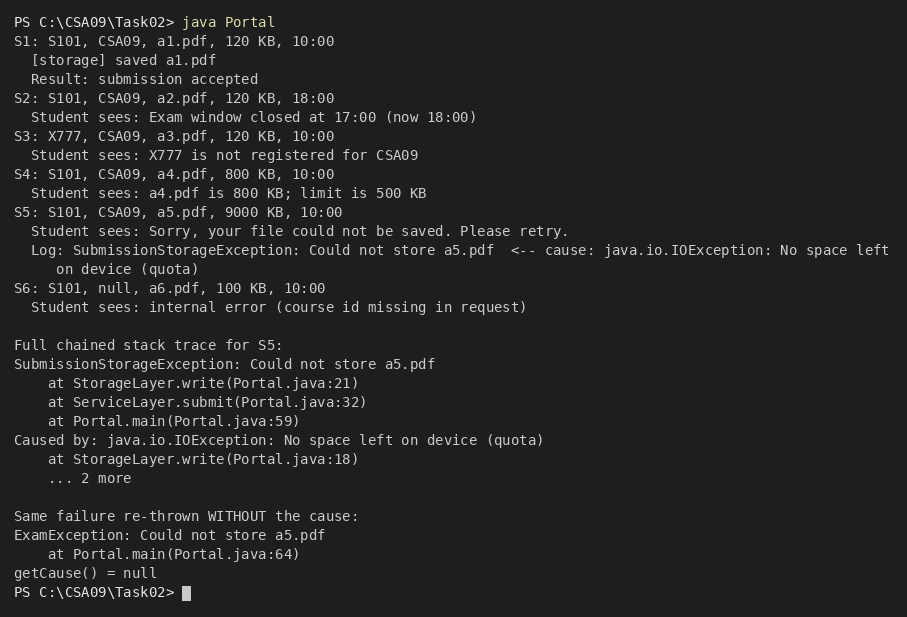 PS C:\CSA09\Task02> java Portal
S1: S101, CSA09, a1.pdf, 120 KB, 10:00
  [storage] saved a1.pdf
  Result: submission accepted
S2: S101, CSA09, a2.pdf, 120 KB, 18:00
  Student sees: Exam window closed at 17:00 (now 18:00)
S3: X777, CSA09, a3.pdf, 120 KB, 10:00
  Student sees: X777 is not registered for CSA09
S4: S101, CSA09, a4.pdf, 800 KB, 10:00
  Student sees: a4.pdf is 800 KB; limit is 500 KB
S5: S101, CSA09, a5.pdf, 9000 KB, 10:00
  Student sees: Sorry, your file could not be saved. Please retry.
  Log: SubmissionStorageException: Could not store a5.pdf  <-- cause: java.io.IOException: No space left
     on device (quota)
S6: S101, null, a6.pdf, 100 KB, 10:00
  Student sees: internal error (course id missing in request)

Full chained stack trace for S5:
SubmissionStorageException: Could not store a5.pdf
    at StorageLayer.write(Portal.java:21)
    at ServiceLayer.submit(Portal.java:32)
    at Portal.main(Portal.java:59)
Caused by: java.io.IOException: No space left on device (quota)
    at StorageLayer.write(Portal.java:18)
    ... 2 more

Same failure re-thrown WITHOUT the cause:
ExamException: Could not store a5.pdf
    at Portal.main(Portal.java:64)
getCause() = null
PS C:\CSA09\Task02>